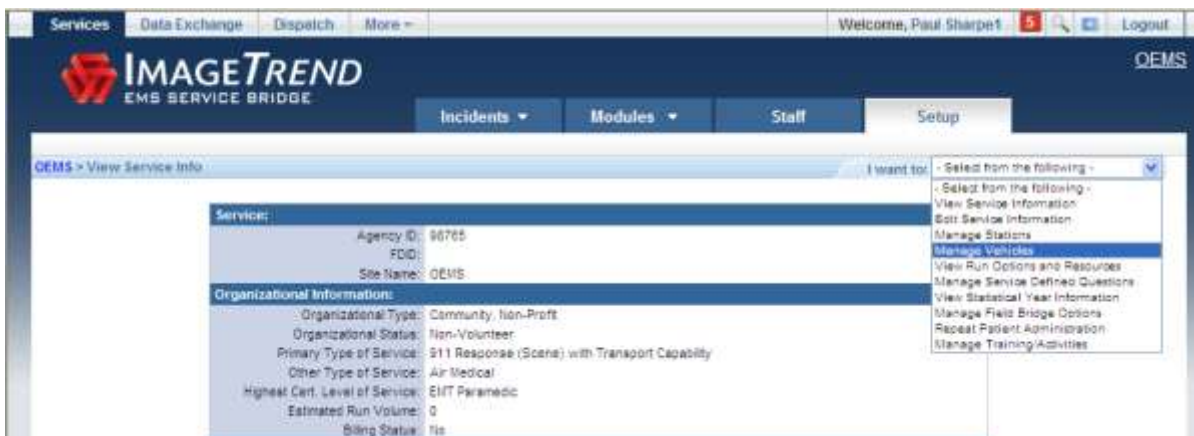 Services Data Exchange Dispatch More Welcome, Paul Sharpe1 5 Logout
IMAGETREND
EMS SERVICE BRIDGE
OEMS
Incidents Modules Staff Setup
OEMS > View Service Info
I want to: - Select from the following -
- Select from the following -
View Service Information
Edit Service Information
Manage Stations
Manage Vehicles
View Run Options and Resources
Manage Service Defined Questions
View Statistical Year Information
Manage Field Bridge Options
Repeat Patient Administration
Manage Training/Activities
Service:
Agency ID: 98765
FDID:
Site Name: OEMS
Organizational Information:
Organizational Type: Community, Non-Profit
Organizational Status: Non-Volunteer
Primary Type of Service: 911 Response (Scene) with Transport Capability
Other Type of Service: Air Medical
Highest Cert. Level of Service: EMT Paramedic
Estimated Run Volume: 0
Billing Status: No